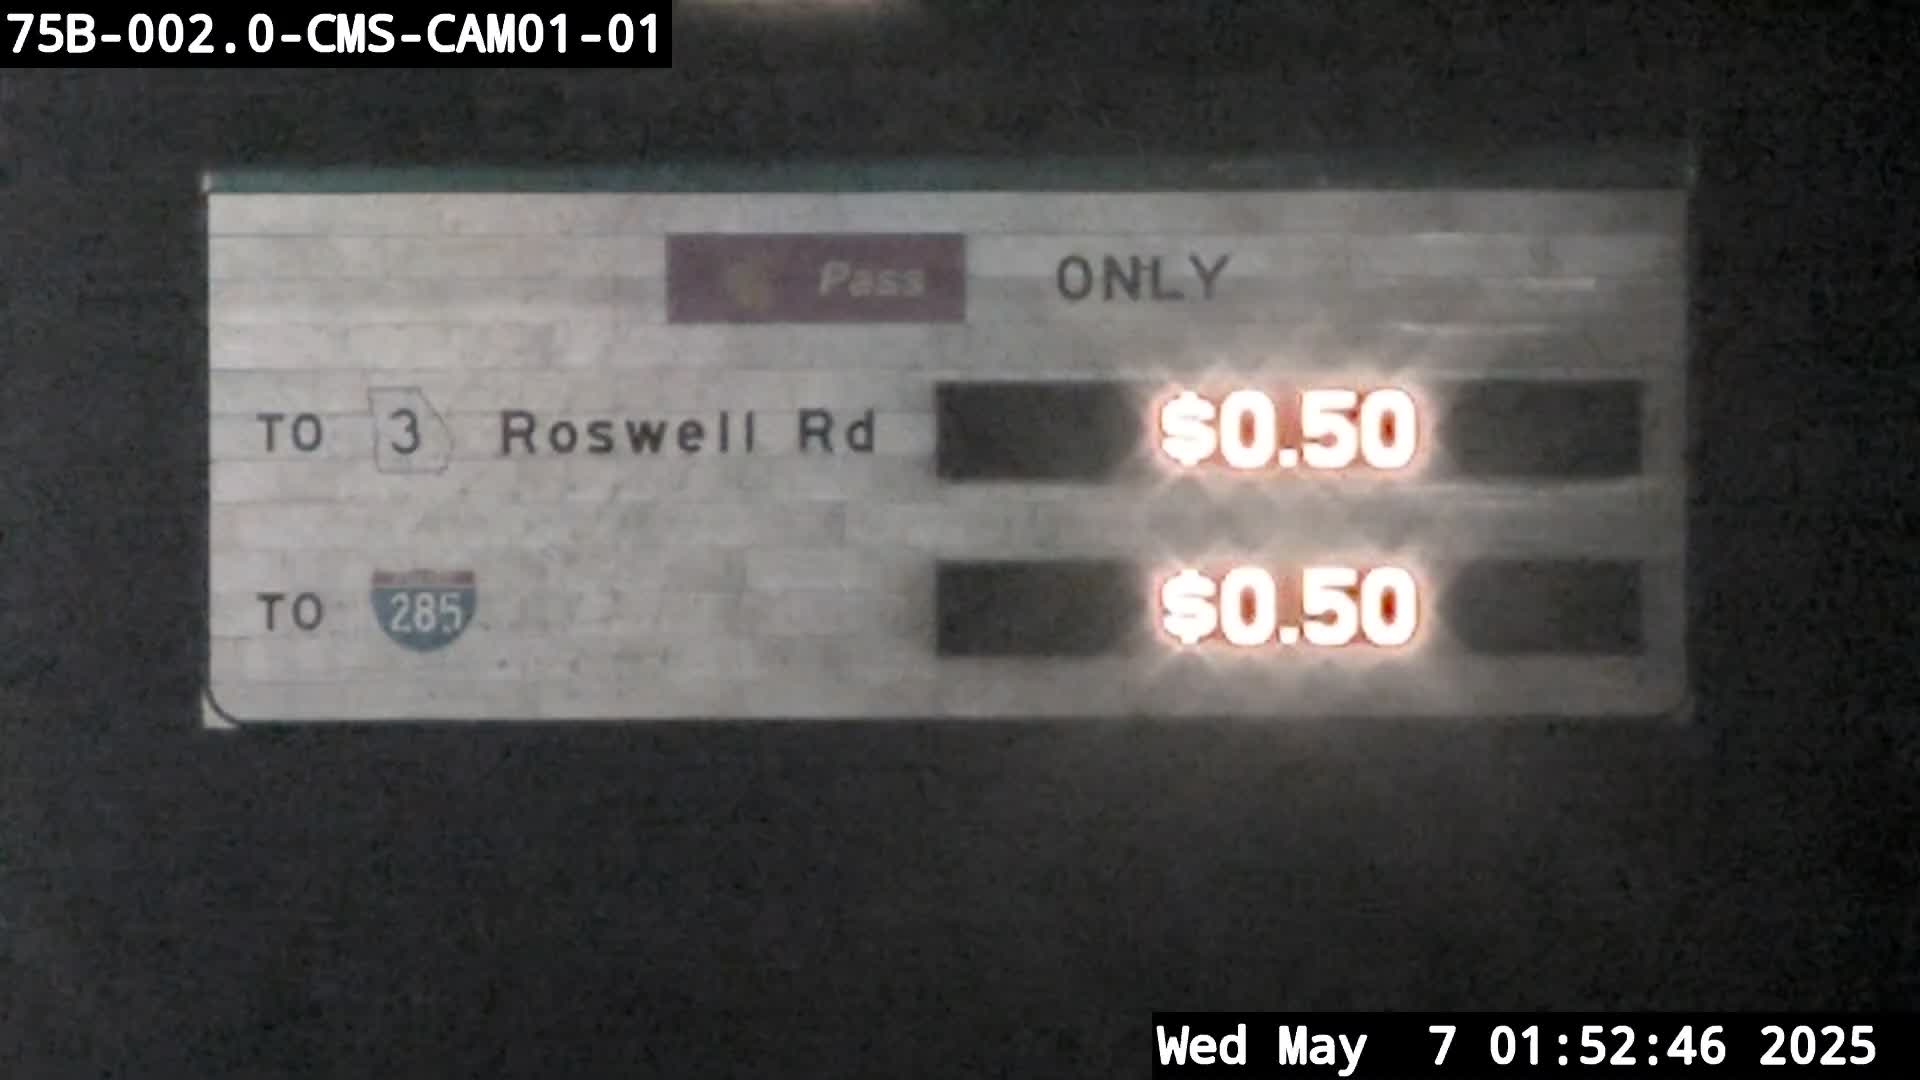 75B-002.0-CMS-CAM01-01
Pass ONLY
TO 3 Roswell Rd $0.50
TO 285 $0.50
Wed May 7 01:52:46 2025